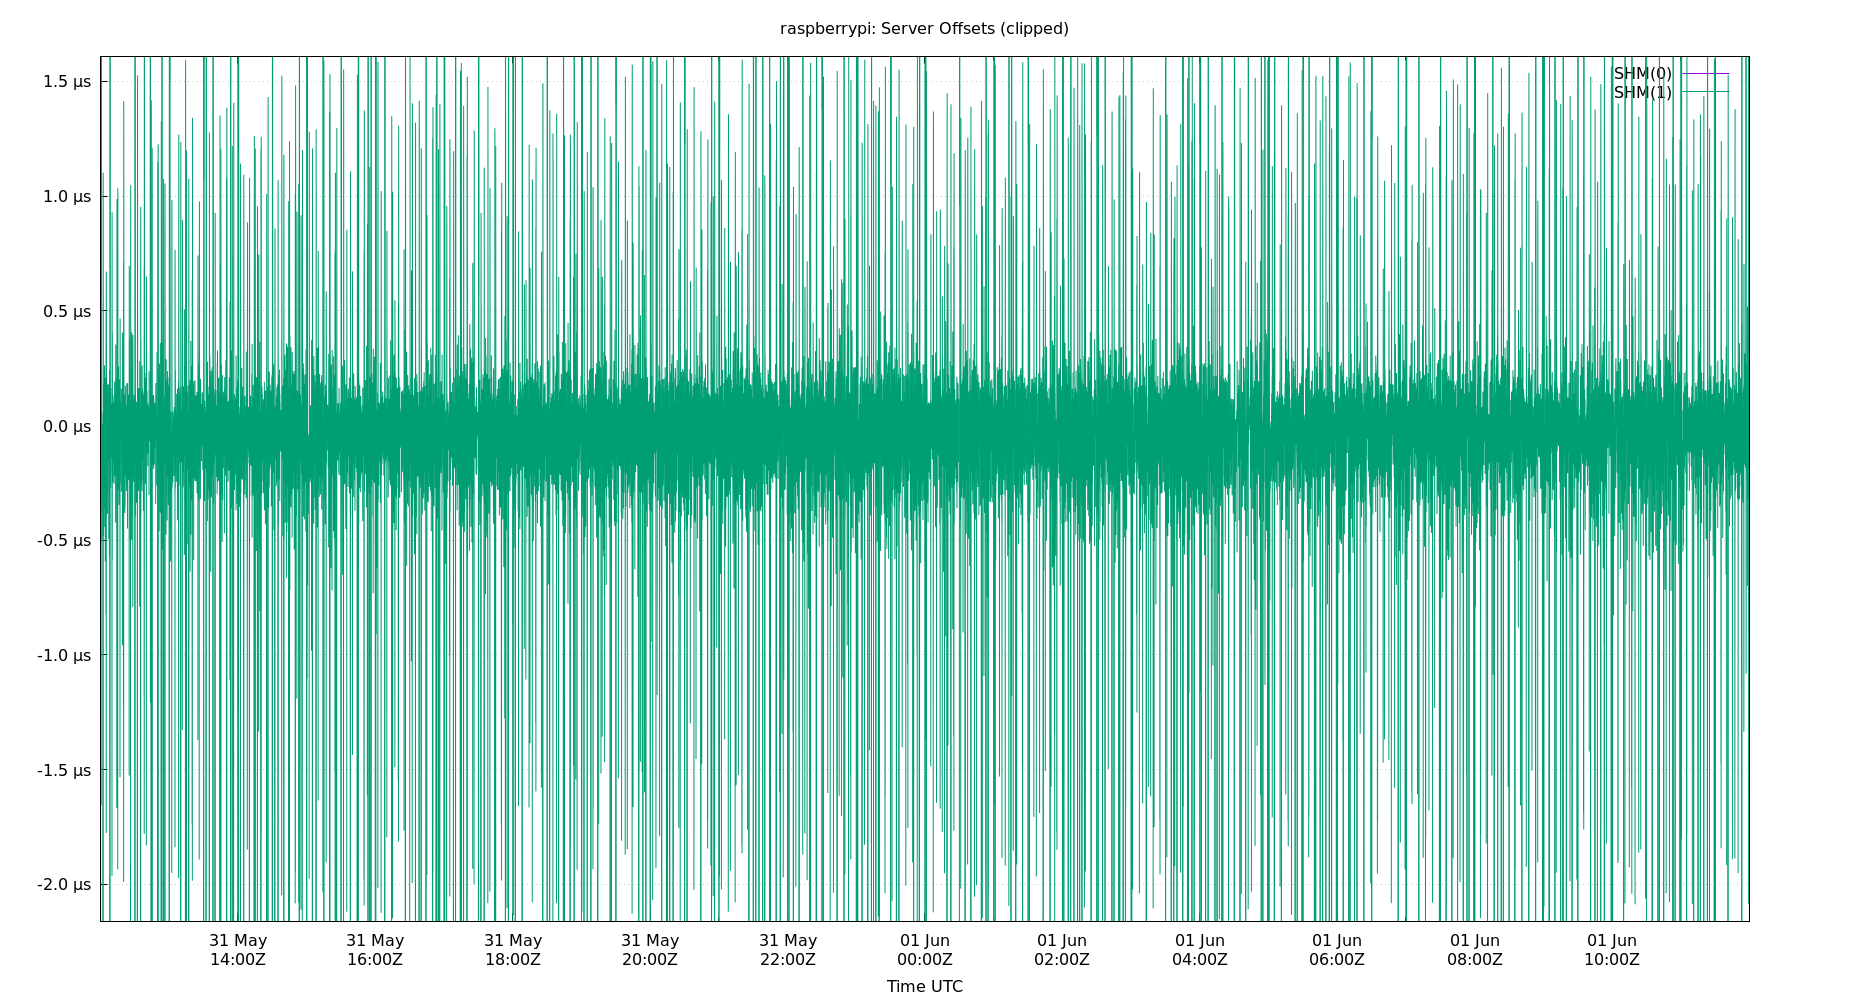 raspberrypi: Server Offsets (clipped)
SHM(0)
SHM(1)
1.5 µs
1.0 µs
0.5 µs
0.0 µs
-0.5 µs
-1.0 µs
-1.5 µs
-2.0 µs
31 May 31 May 31 May 31 May 31 May 01 Jun 01 Jun 01 Jun 01 Jun 01 Jun 01 Jun
14:00Z 16:00Z 18:00Z 20:00Z 22:00Z 00:00Z 02:00Z 04:00Z 06:00Z 08:00Z 10:00Z
Time UTC